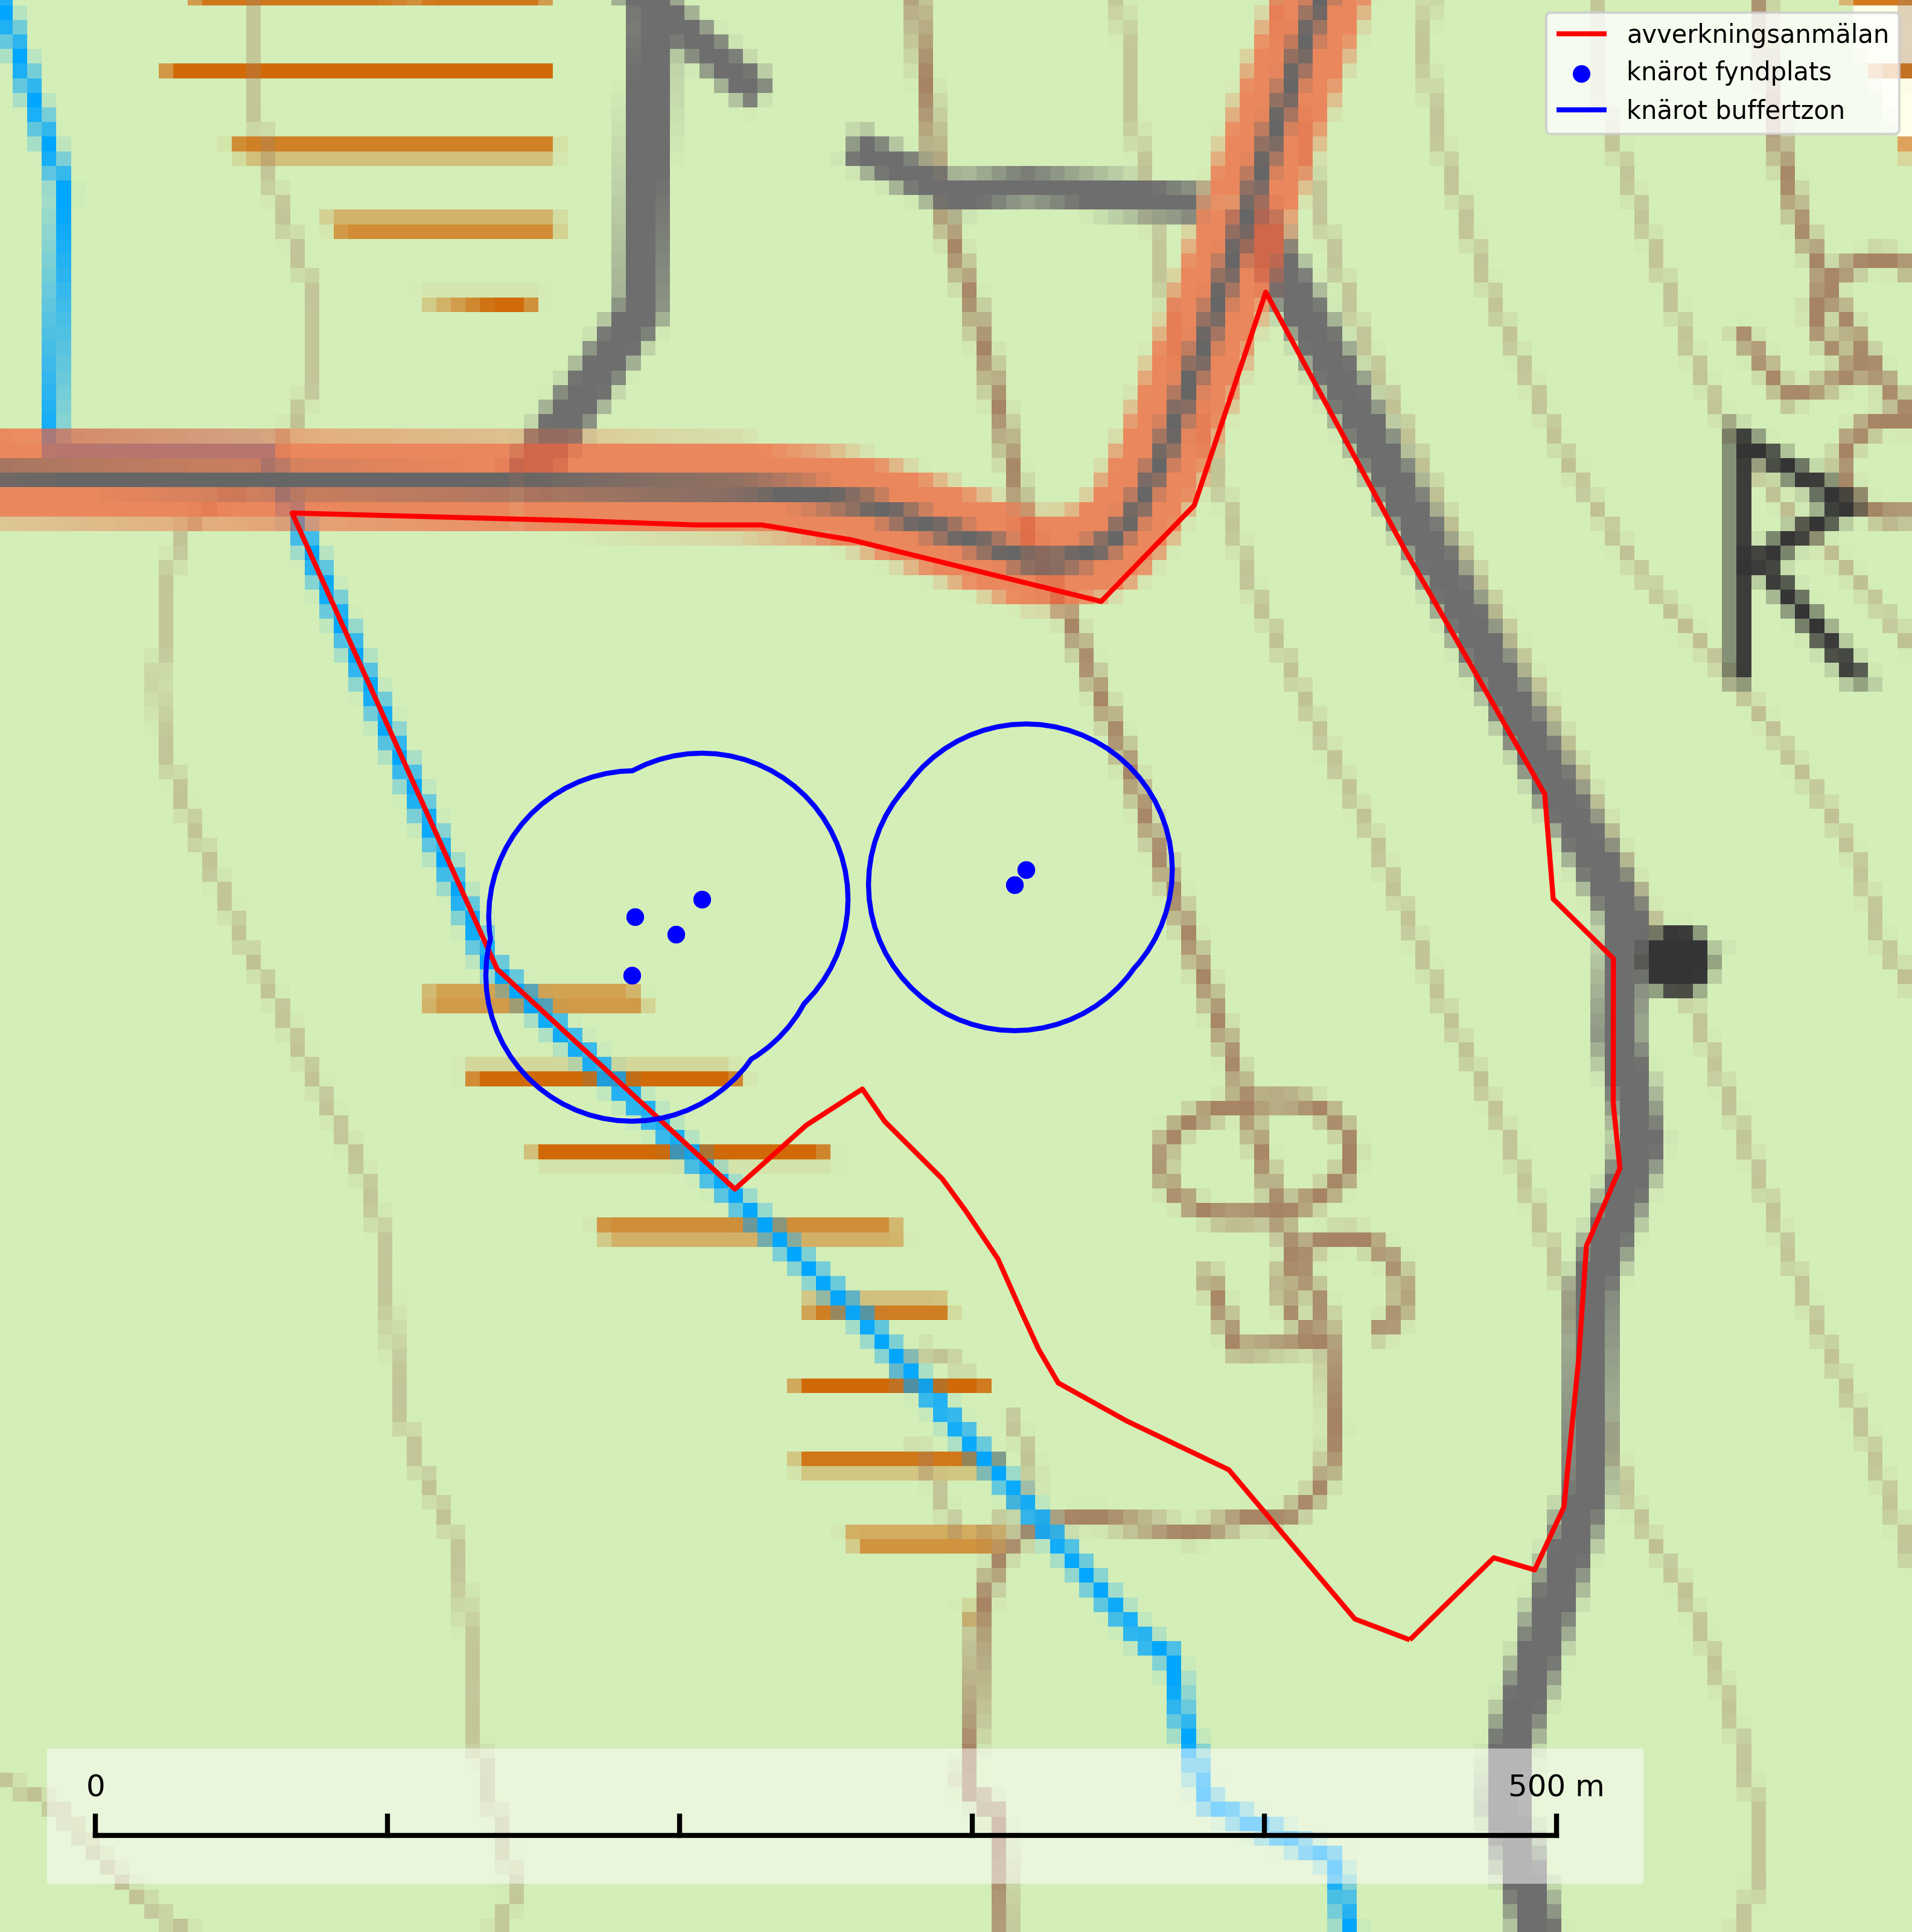 avverkningsanmälan
knärot fyndplats
knärot buffertzon
K
0
500 m